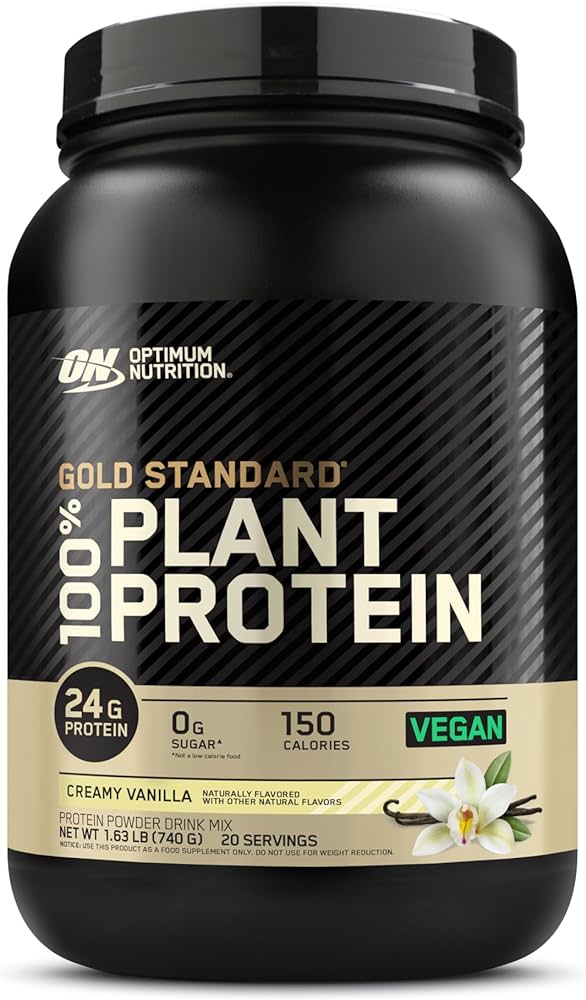 ON OPTIMUM
NUTRITION®
GOLD STANDARD®
100% PLANT
PROTEIN
24G
PROTEIN
0G
SUGAR▲
*Not a low calorie food
150
CALORIES
VEGAN
CREAMY VANILLA
NATURALLY FLAVORED
WITH OTHER NATURAL FLAVORS
PROTEIN POWDER DRINK MIX
NET WT 1.63 LB (740 G) 20 SERVINGS
NOTICE: USE THIS PRODUCT AS A FOOD SUPPLEMENT ONLY. DO NOT USE FOR WEIGHT REDUCTION.